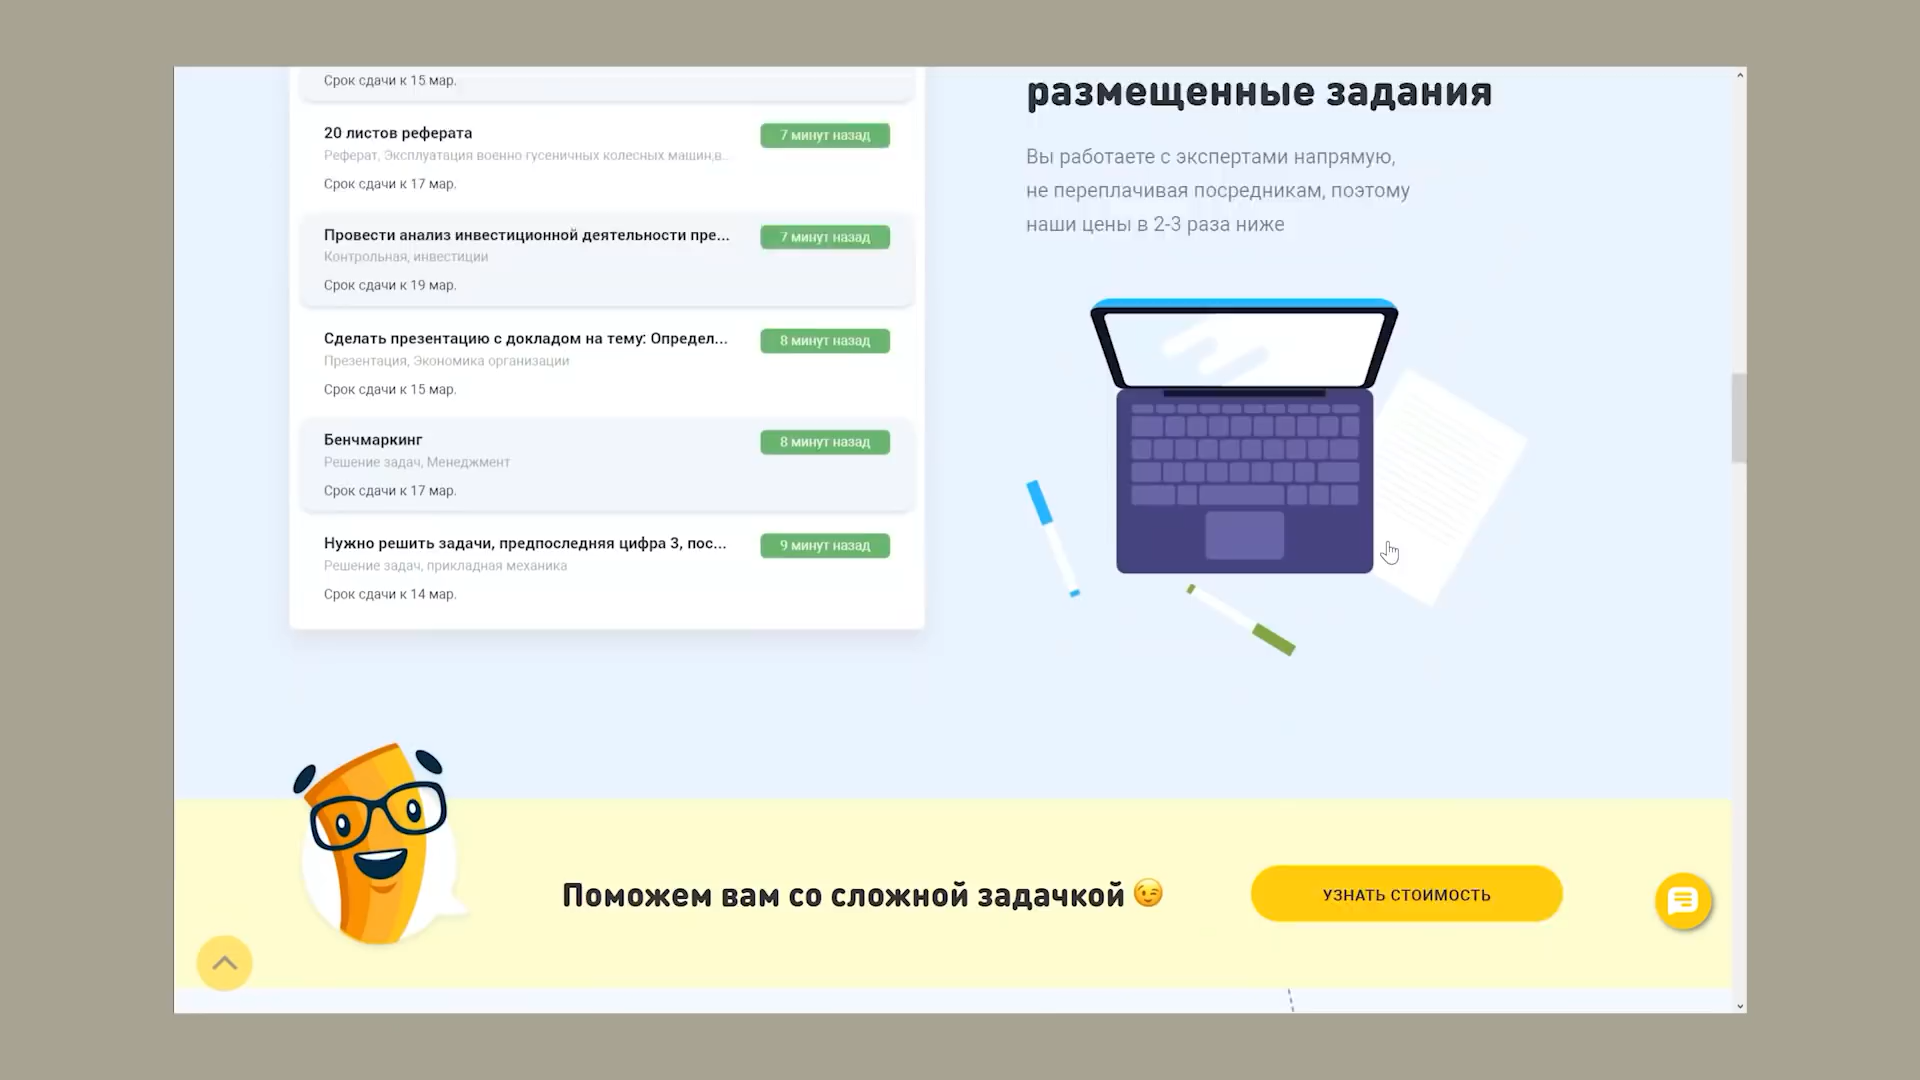 Срок сдачи к 15 мар.
20 листов реферата
7 минут назад
Реферат, Эксплуатация военно гусеничных колесных машин,в...
Срок сдачи к 17 мар.
Провести анализ инвестиционной деятельности пре...
7 минут назад
Контрольная, инвестиции
Срок сдачи к 19 мар.
Сделать презентацию с докладом на тему: Определ...
8 минут назад
Презентация, Экономика организации
Срок сдачи к 15 мар.
Бенчмаркинг
8 минут назад
Решение задач, Менеджмент
Срок сдачи к 17 мар.
Нужно решить задачи, предпоследняя цифра 3, пос...
9 минут назад
Решение задач, прикладная механика
Срок сдачи к 14 мар.
размещенные задания
Вы работаете с экспертами напрямую,
не переплачивая посредникам, поэтому
наши цены в 2-3 раза ниже
Поможем вам со сложной задачкой 😉
УЗНАТЬ СТОИМОСТЬ